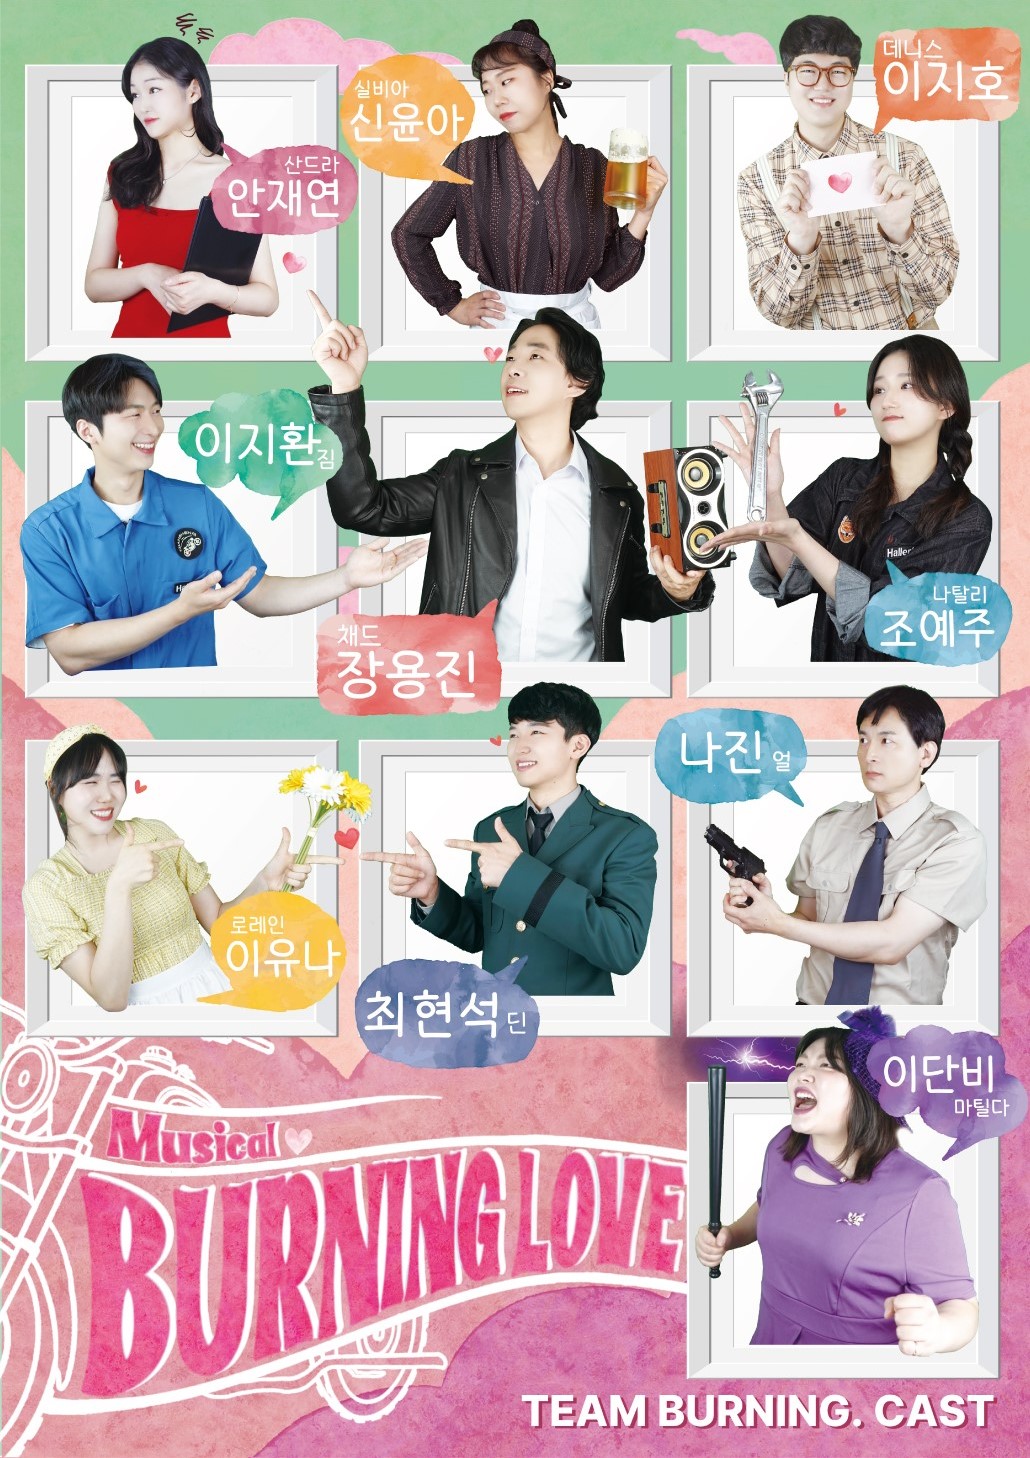 산드라
안재연
실비아
신윤아
데니스
이지호
이지환 짐
채드
장용진
Haller
나탈리
조예주
로레인
이유나
최현석 딘
나진 얼
이단비
마틸다
Musical
BURNING LOVE
TEAM BURNING. CAST